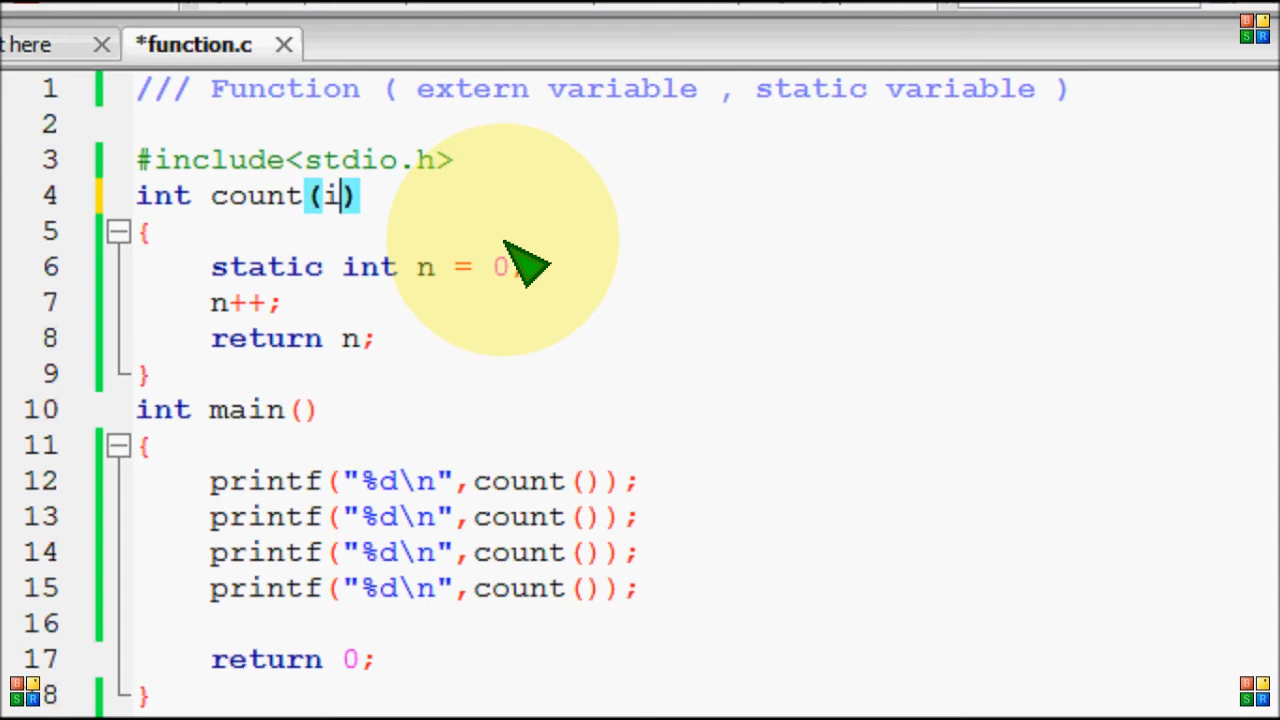 t here
*function.c
1 /// Function ( extern variable , static variable )
2
3 #include<stdio.h>
4 int count(i)
5 {
6 static int n = 0;
7 n++;
8 return n;
9 }
10 int main()
11 {
12 printf("%d\n",count());
13 printf("%d\n",count());
14 printf("%d\n",count());
15 printf("%d\n",count());
16
17 return 0;
8 }
B S R
B S R
B S R